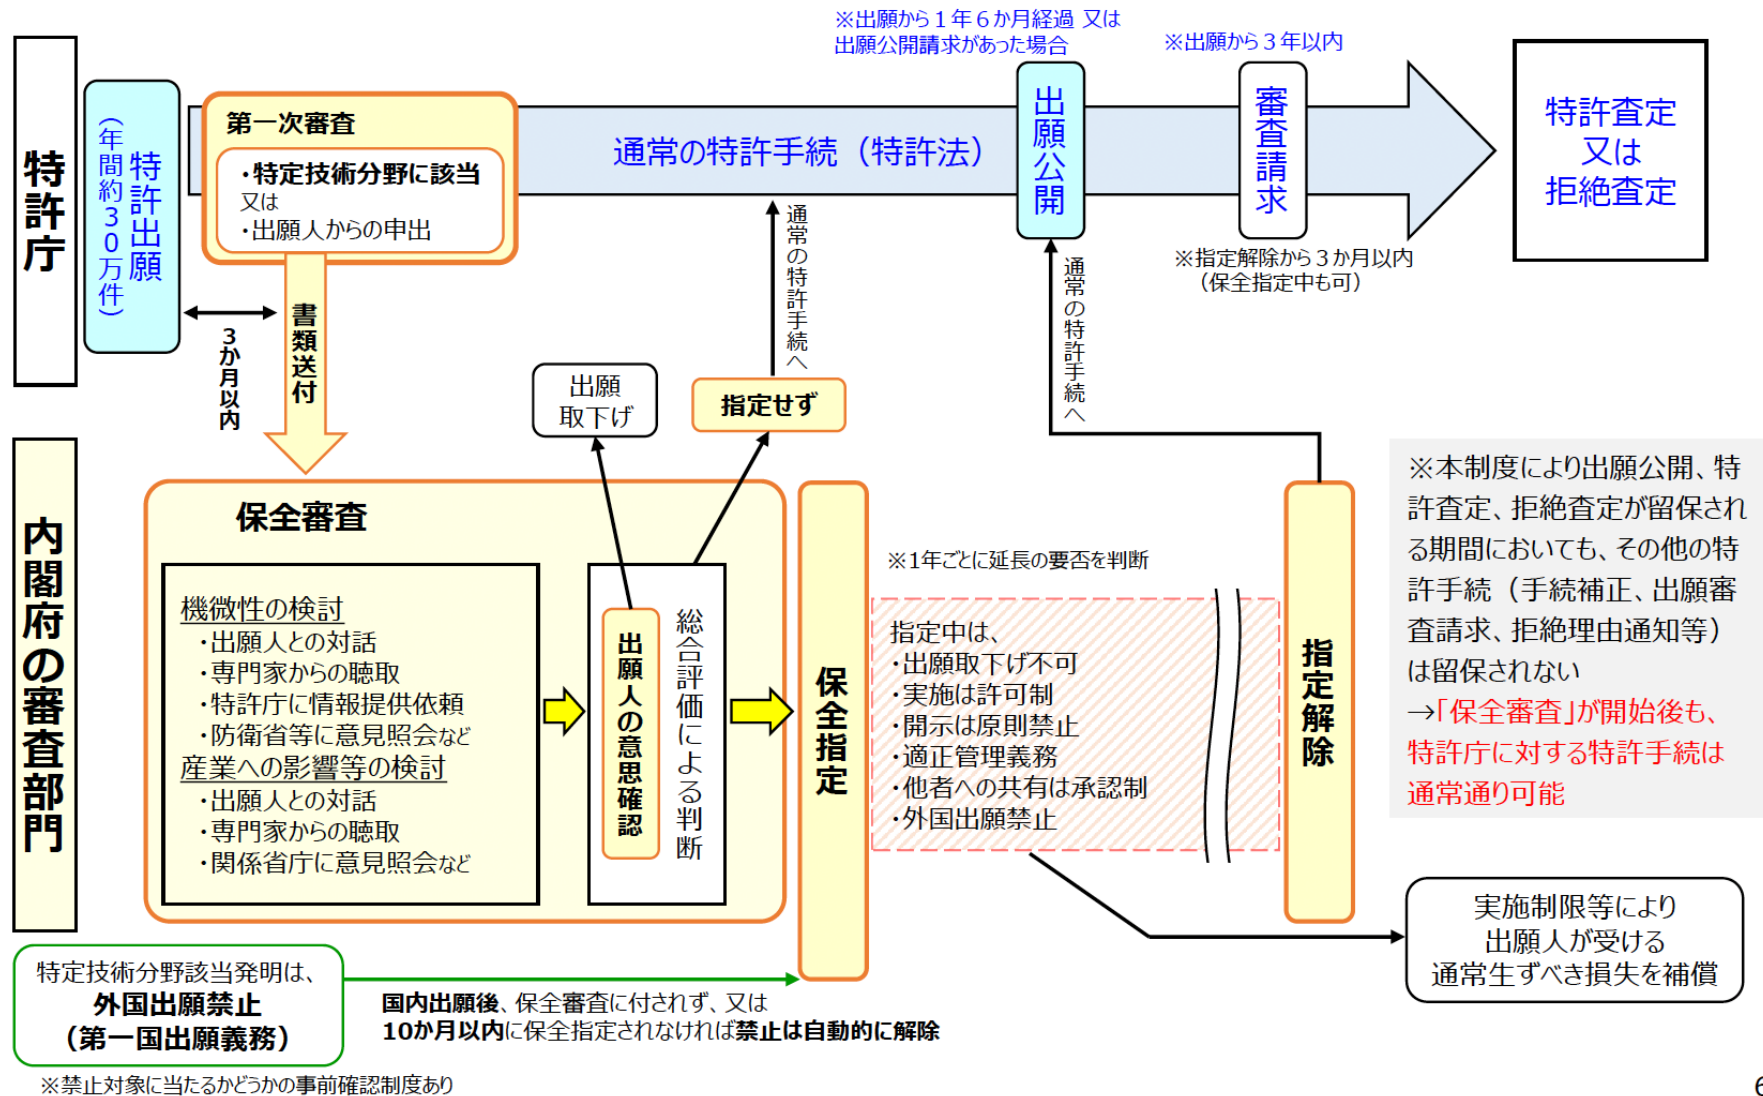 特許庁
特許出願
（年間約３０万件）
第一次審査
・特定技術分野に該当
又は
・出願人からの申出
通常の特許手続（特許法）
※出願から１年６か月経過 又は
出願公開請求があった場合
出願公開
※出願から３年以内
審査請求
※指定解除から３か月以内
（保全指定中も可）
特許査定
又は
拒絶査定
3か月以内
書類送付
出願
取下げ
指定せず
通常の特許手続へ
通常の特許手続へ
内閣府の審査部門
保全審査
機微性の検討
・出願人との対話
・専門家からの聴取
・特許庁に情報提供依頼
・防衛省等に意見照会など
産業への影響等の検討
・出願人との対話
・専門家からの聴取
・関係省庁に意見照会など
出願人の意思確認
総合評価による判断
保全指定
※1年ごとに延長の要否を判断
指定中は、
・出願取下げ不可
・実施は許可制
・開示は原則禁止
・適正管理義務
・他者への共有は承認制
・外国出願禁止
指定解除
※本制度により出願公開、特
許査定、拒絶査定が留保され
る期間においても、その他の特
許手続（手続補正、出願審
査請求、拒絶理由通知等）
は留保されない
→「保全審査」が開始後も、
特許庁に対する特許手続は
通常通り可能
実施制限等により
出願人が受ける
通常生ずべき損失を補償
特定技術分野該当発明は、
外国出願禁止
（第一国出願義務）
国内出願後、保全審査に付されず、又は
10か月以内に保全指定されなければ禁止は自動的に解除
※禁止対象に当たるかどうかの事前確認制度あり
6